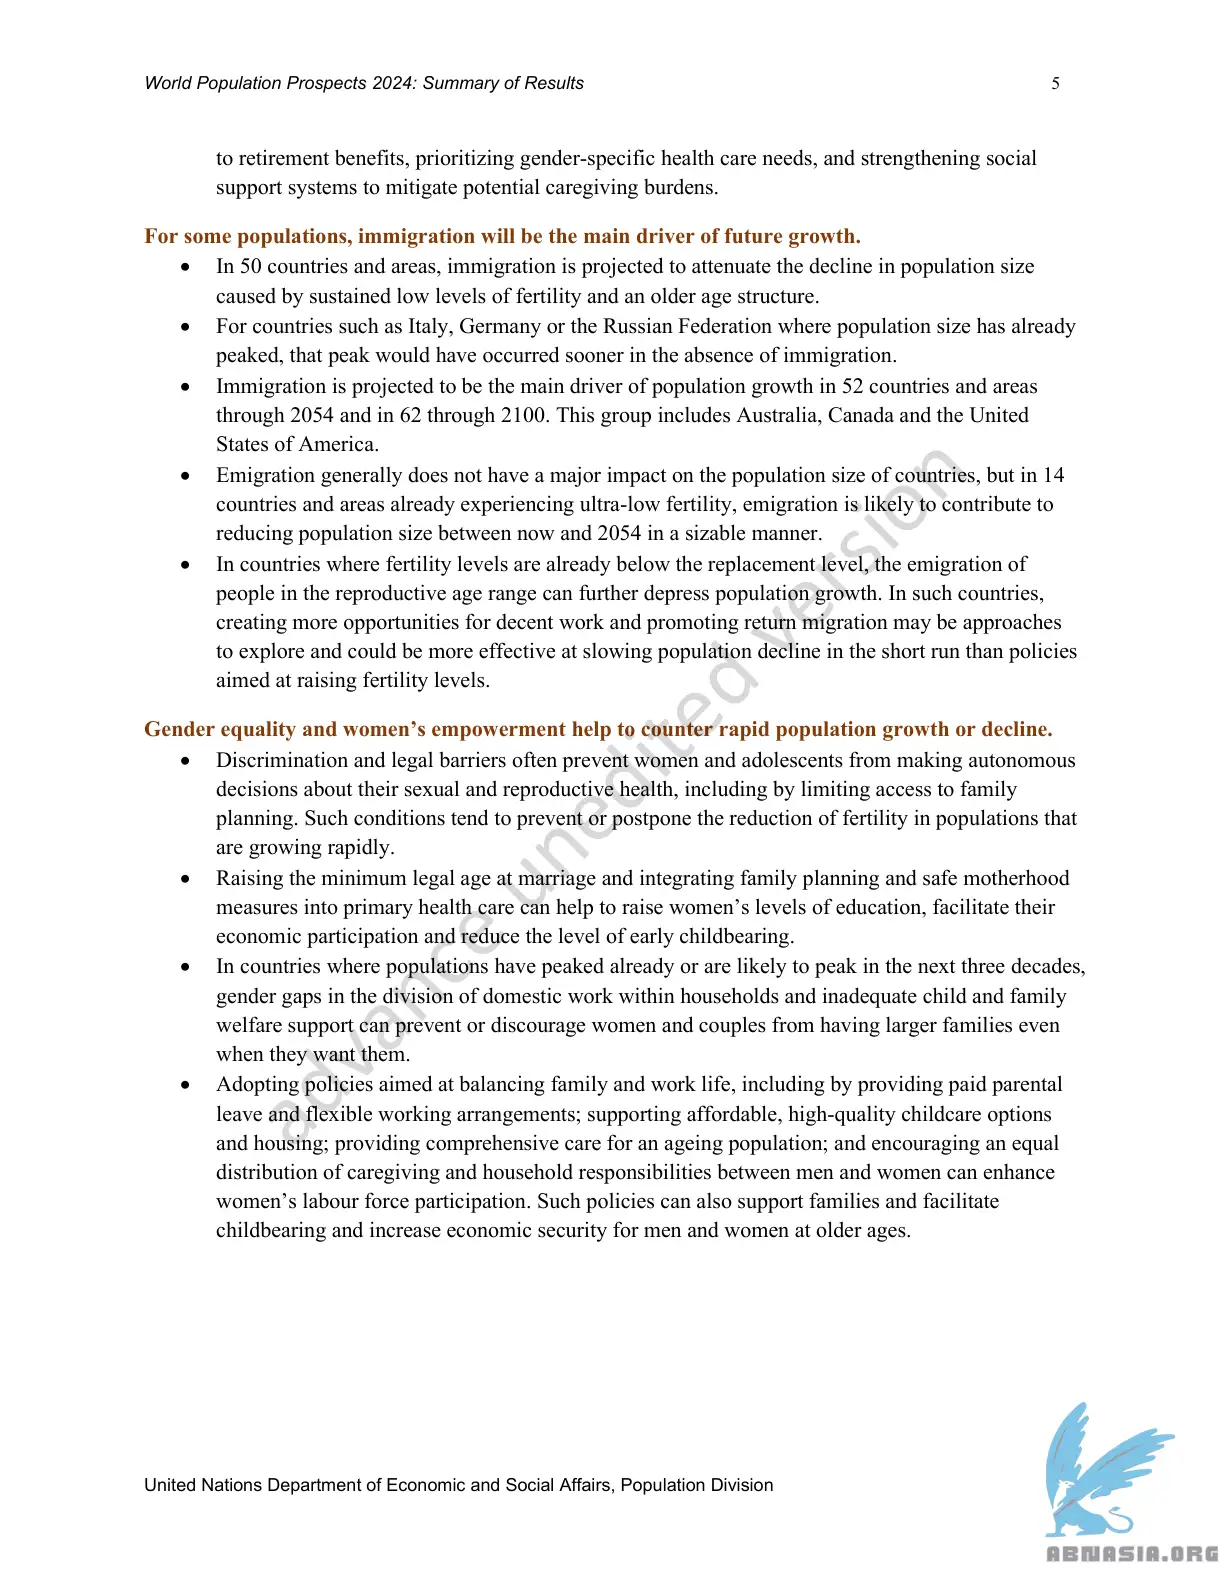 World Population Prospects 2024: Summary of Results 5
to retirement benefits, prioritizing gender-specific health care needs, and strengthening social
support systems to mitigate potential caregiving burdens.
For some populations, immigration will be the main driver of future growth.
• In 50 countries and areas, immigration is projected to attenuate the decline in population size
caused by sustained low levels of fertility and an older age structure.
• For countries such as Italy, Germany or the Russian Federation where population size has already
peaked, that peak would have occurred sooner in the absence of immigration.
• Immigration is projected to be the main driver of population growth in 52 countries and areas
through 2054 and in 62 through 2100. This group includes Australia, Canada and the United
States of America.
• Emigration generally does not have a major impact on the population size of countries, but in 14
countries and areas already experiencing ultra-low fertility, emigration is likely to contribute to
reducing population size between now and 2054 in a sizable manner.
• In countries where fertility levels are already below the replacement level, the emigration of
people in the reproductive age range can further depress population growth. In such countries,
creating more opportunities for decent work and promoting return migration may be approaches
to explore and could be more effective at slowing population decline in the short run than policies
aimed at raising fertility levels.
Gender equality and women’s empowerment help to counter rapid population growth or decline.
• Discrimination and legal barriers often prevent women and adolescents from making autonomous
decisions about their sexual and reproductive health, including by limiting access to family
planning. Such conditions tend to prevent or postpone the reduction of fertility in populations that
are growing rapidly.
• Raising the minimum legal age at marriage and integrating family planning and safe motherhood
measures into primary health care can help to raise women’s levels of education, facilitate their
economic participation and reduce the level of early childbearing.
• In countries where populations have peaked already or are likely to peak in the next three decades,
gender gaps in the division of domestic work within households and inadequate child and family
welfare support can prevent or discourage women and couples from having larger families even
when they want them.
• Adopting policies aimed at balancing family and work life, including by providing paid parental
leave and flexible working arrangements; supporting affordable, high-quality childcare options
and housing; providing comprehensive care for an ageing population; and encouraging an equal
distribution of caregiving and household responsibilities between men and women can enhance
women’s labour force participation. Such policies can also support families and facilitate
childbearing and increase economic security for men and women at older ages.
advance unedited version
United Nations Department of Economic and Social Affairs, Population Division
ABNASIA.ORG